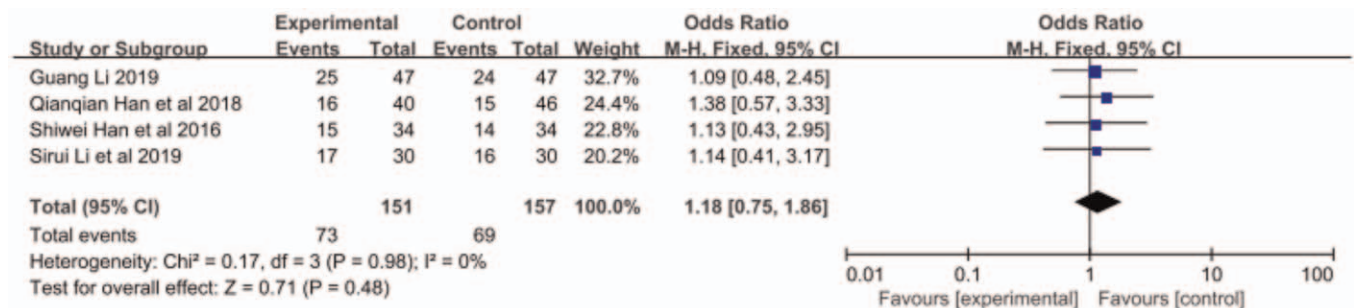 Experimental Control Odds Ratio Odds Ratio
Study or Subgroup Events Total Events Total Weight M-H. Fixed. 95% CI M-H. Fixed. 95% CI
Guang Li 2019 25 47 24 47 32.7% 1.09 [0.48, 2.45]
Qianqian Han et al 2018 16 40 15 46 24.4% 1.38 [0.57, 3.33]
Shiwei Han et al 2016 15 34 14 34 22.8% 1.13 [0.43, 2.95]
Sirui Li et al 2019 17 30 16 30 20.2% 1.14 [0.41, 3.17]
Total (95% CI) 151 157 100.0% 1.18 [0.75, 1.86]
Total events 73 69
Heterogeneity: Chi² = 0.17, df = 3 (P = 0.98); I² = 0%
Test for overall effect: Z = 0.71 (P = 0.48)
0.01 0.1 1 10 100
Favours [experimental] Favours [control]